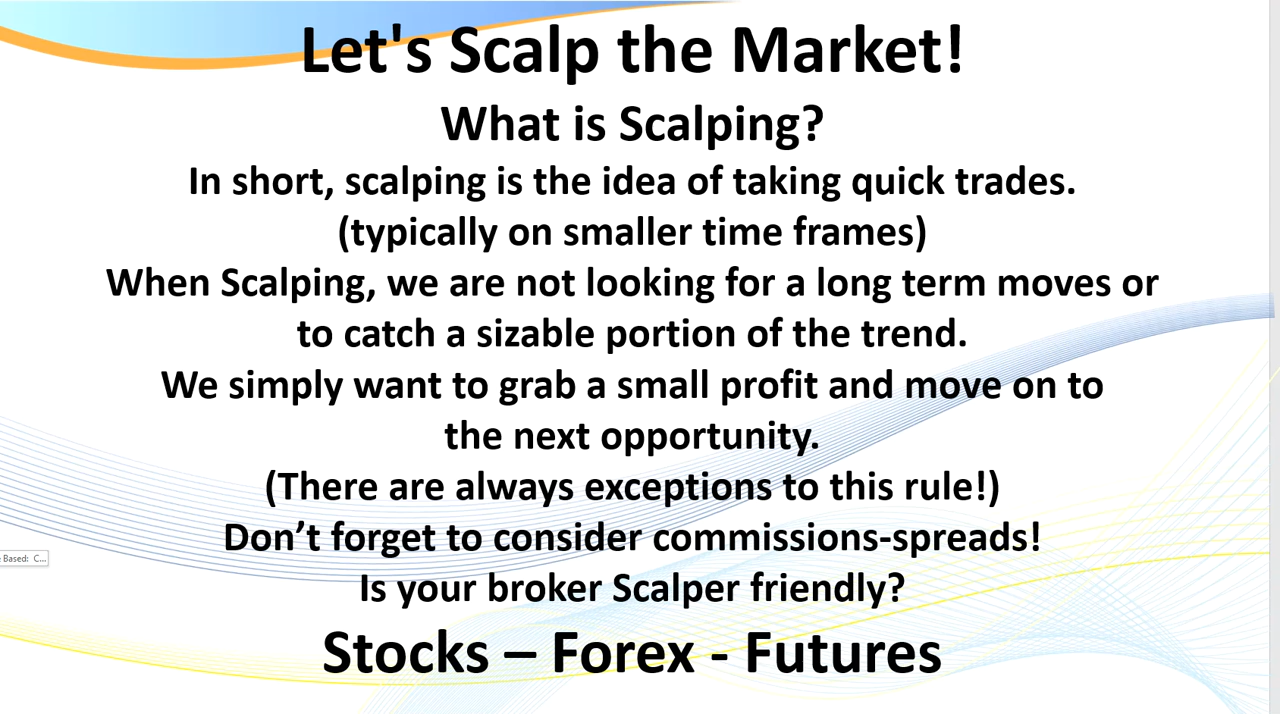 Let's Scalp the Market!
What is Scalping?
In short, scalping is the idea of taking quick trades.
(typically on smaller time frames)
When Scalping, we are not looking for a long term moves or
to catch a sizable portion of the trend.
We simply want to grab a small profit and move on to
the next opportunity.
(There are always exceptions to this rule!)
Don’t forget to consider commissions-spreads!
Based: C...
Is your broker Scalper friendly?
Stocks – Forex - Futures